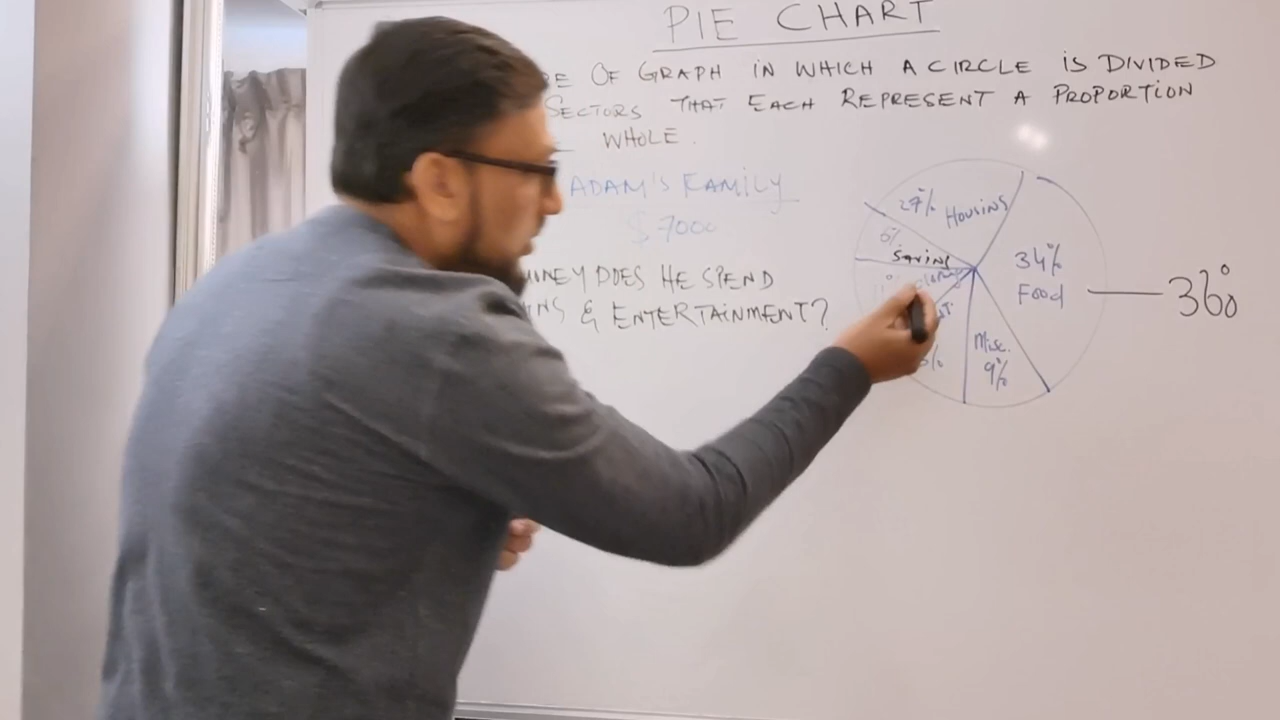 PIE CHART
OF GRAPH IN WHICH A CIRCLE IS DIVIDED
SECTORS THAT EACH REPRESENT A PROPORTION
WHOLE.
ADAM'S FAMILY
$ 7000
MONEY DOES HE SPEND
& ENTERTAINMENT?
HOUSING
6%
SAVING
34%
FOOD
Misc.
9%
360°